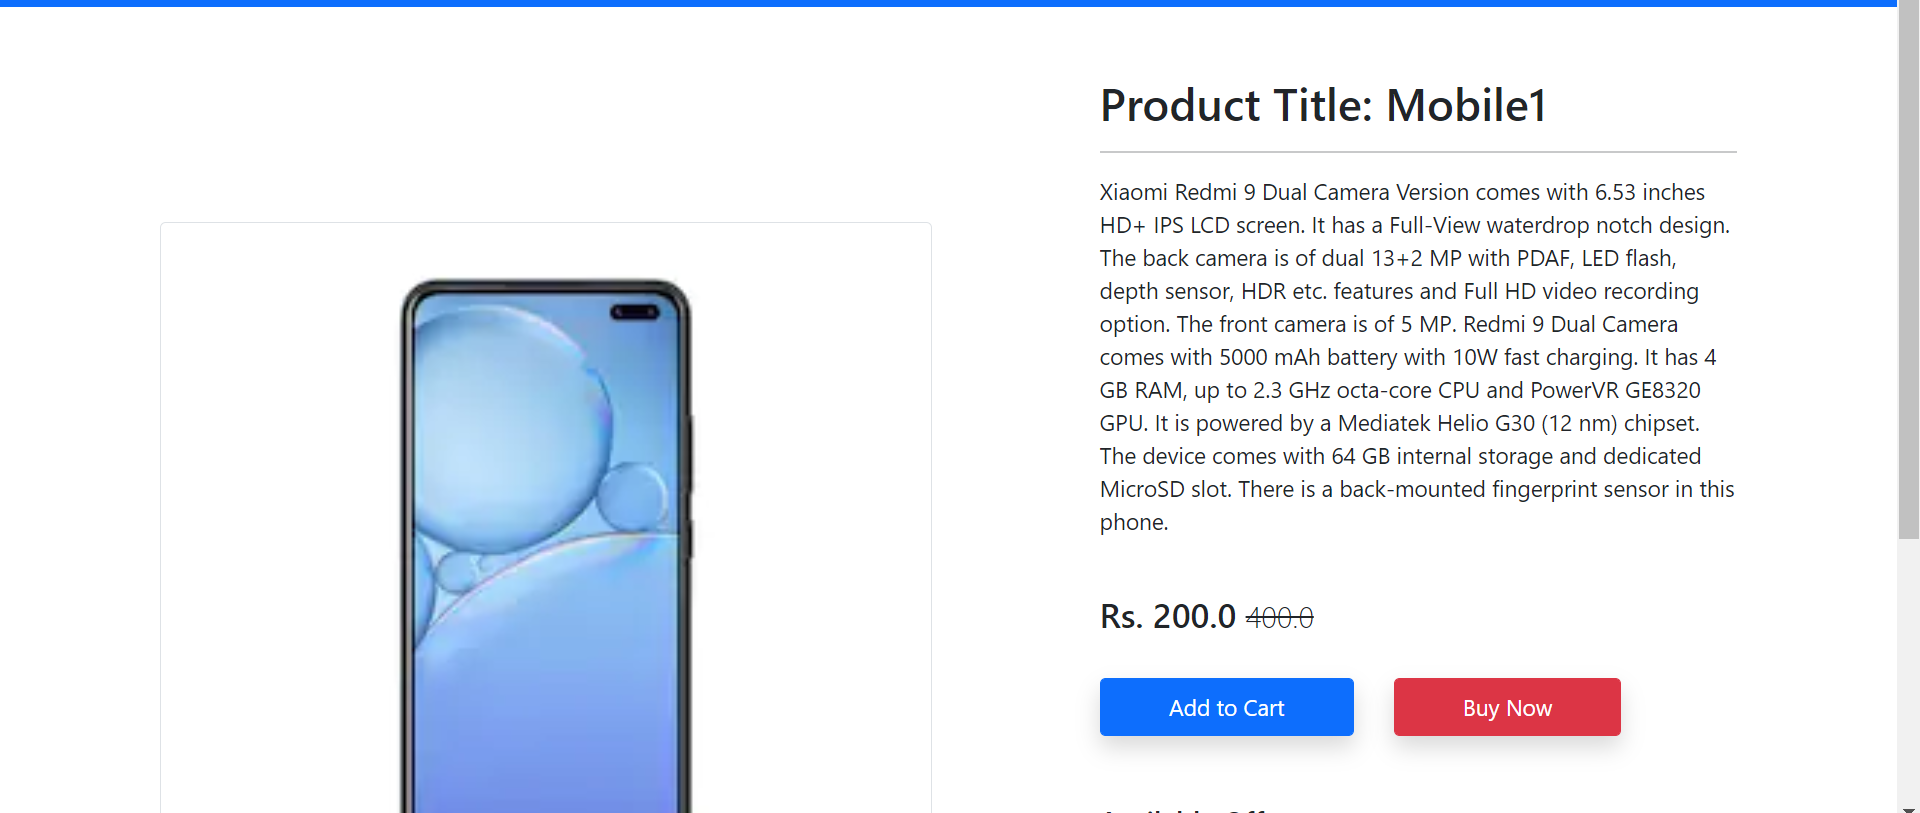 Product Title: Mobile1
Xiaomi Redmi 9 Dual Camera Version comes with 6.53 inches
HD+ IPS LCD screen. It has a Full-View waterdrop notch design.
The back camera is of dual 13+2 MP with PDAF, LED flash,
depth sensor, HDR etc. features and Full HD video recording
option. The front camera is of 5 MP. Redmi 9 Dual Camera
comes with 5000 mAh battery with 10W fast charging. It has 4
GB RAM, up to 2.3 GHz octa-core CPU and PowerVR GE8320
GPU. It is powered by a Mediatek Helio G30 (12 nm) chipset.
The device comes with 64 GB internal storage and dedicated
MicroSD slot. There is a back-mounted fingerprint sensor in this
phone.
Rs. 200.0 400.0
Add to Cart
Buy Now